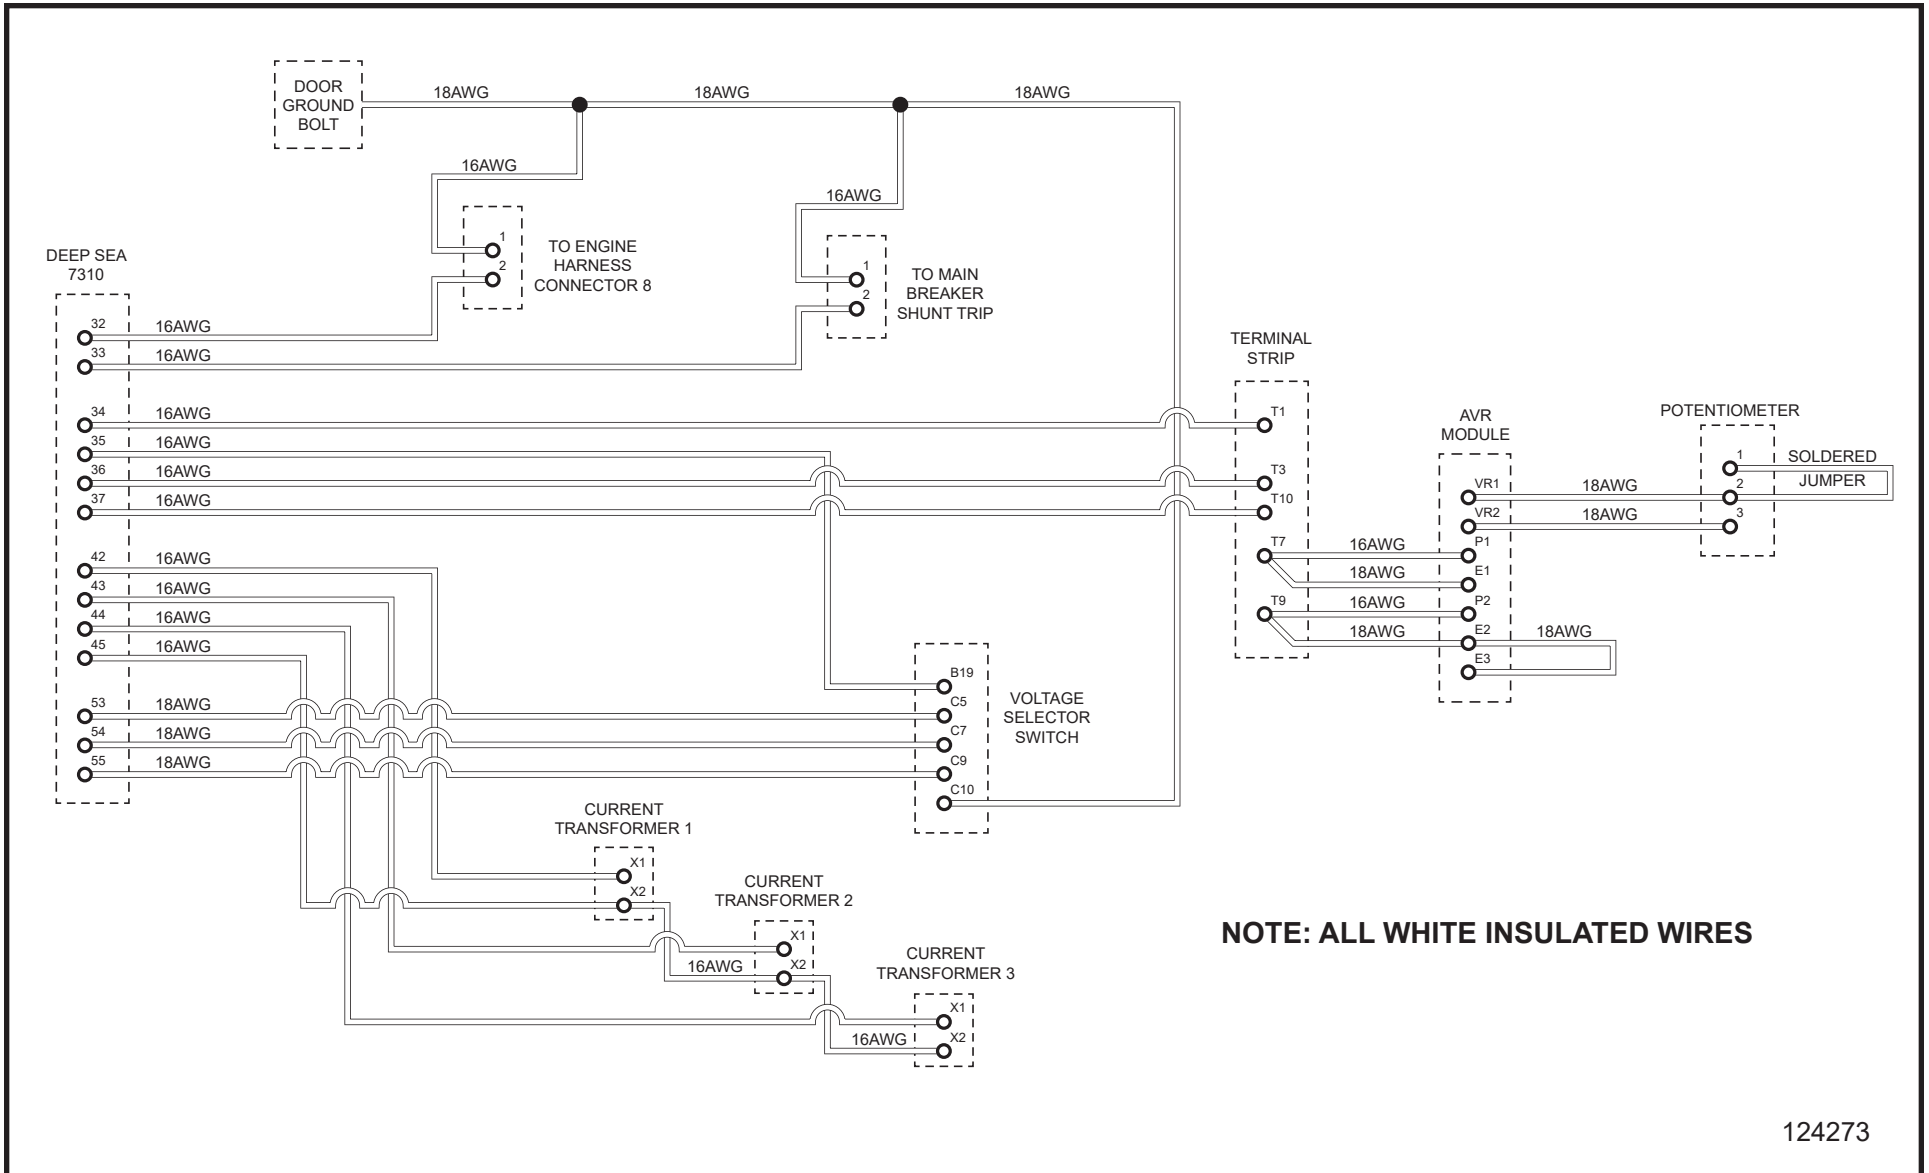 DOOR
GROUND
BOLT
18AWG
18AWG
18AWG
16AWG
16AWG
1
2
TO ENGINE
HARNESS
CONNECTOR 8
1
2
TO MAIN
BREAKER
SHUNT TRIP
DEEP SEA
7310
32
16AWG
33
16AWG
34
16AWG
35
16AWG
36
16AWG
37
16AWG
42
16AWG
43
16AWG
44
16AWG
45
16AWG
53
18AWG
54
18AWG
55
18AWG
TERMINAL
STRIP
T1
T3
T10
T7
T9
16AWG
18AWG
16AWG
18AWG
AVR
MODULE
VR1
VR2
P1
E1
P2
E2
E3
18AWG
18AWG
18AWG
POTENTIOMETER
1
2
3
SOLDERED
JUMPER
B19
C5
C7
C9
C10
VOLTAGE
SELECTOR
SWITCH
CURRENT
TRANSFORMER 1
X1
X2
CURRENT
TRANSFORMER 2
X1
X2
16AWG
CURRENT
TRANSFORMER 3
X1
X2
16AWG
NOTE: ALL WHITE INSULATED WIRES
124273